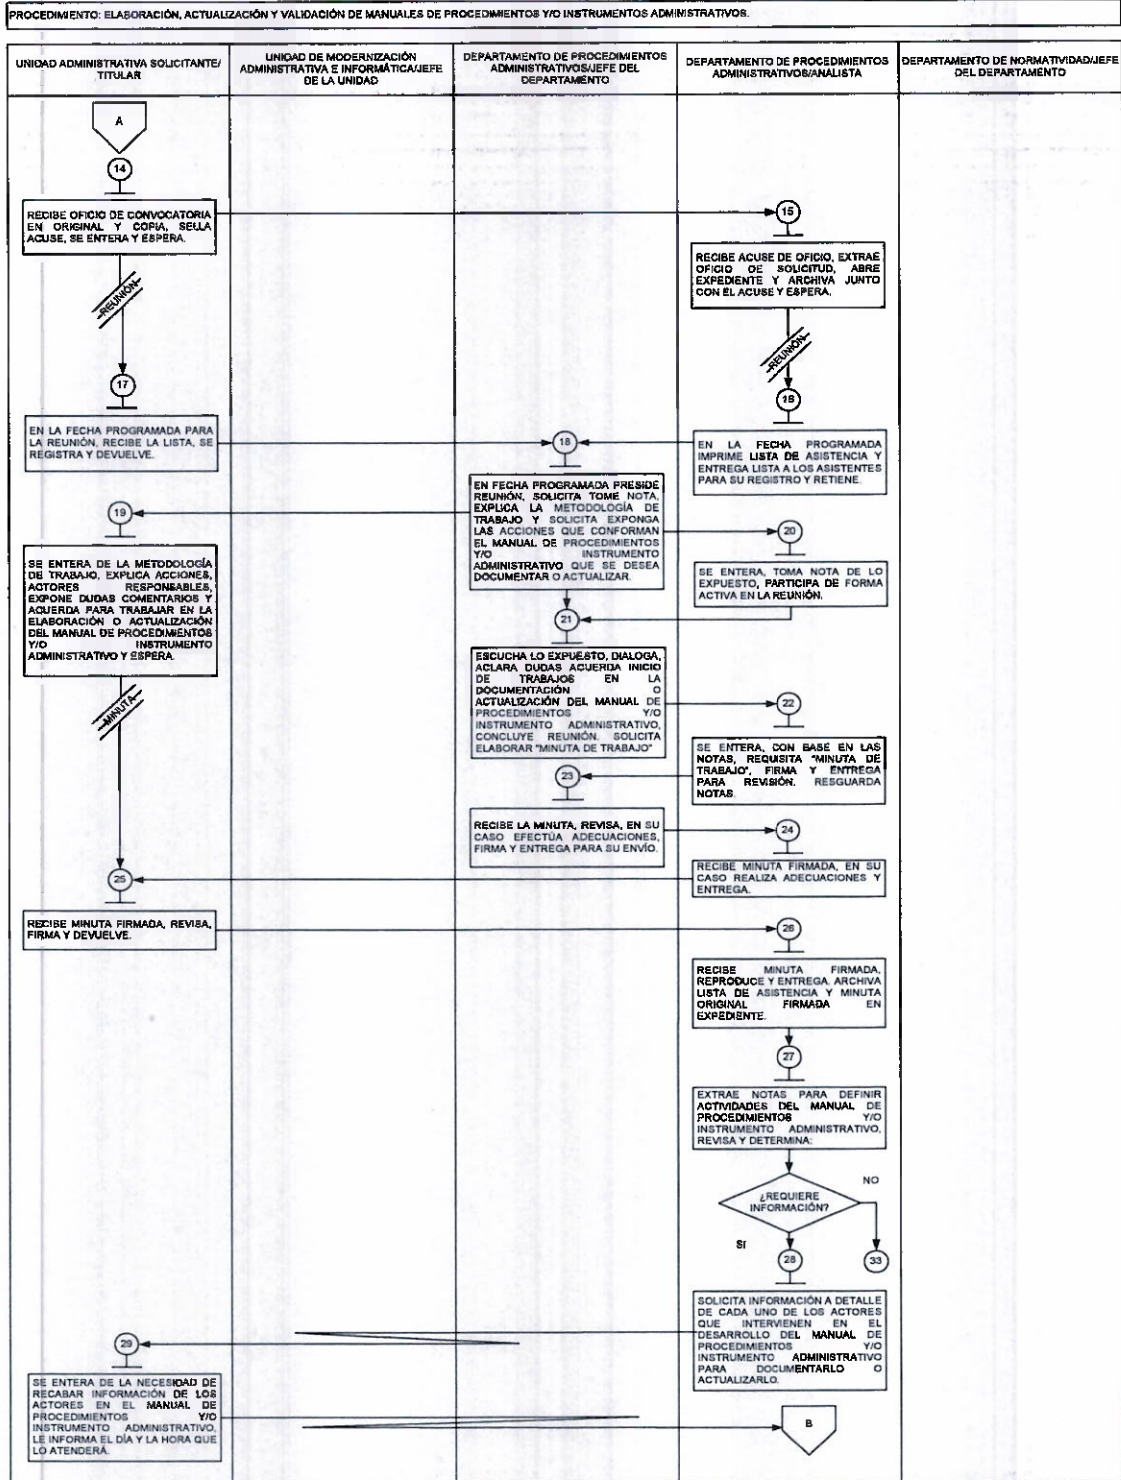 PROCEDIMIENTO: ELABORACIÓN, ACTUALIZACIÓN Y VALIDACIÓN DE MANUALES DE PROCEDIMIENTOS Y/O INSTRUMENTOS ADMINISTRATIVOS.
UNIDAD ADMINISTRATIVA SOLICITANTE/
TITULAR
UNIDAD DE MODERNIZACIÓN
ADMINISTRATIVA E INFORMÁTICA/JEFE
DE LA UNIDAD
DEPARTAMENTO DE PROCEDIMIENTOS
ADMINISTRATIVOS/JEFE DEL
DEPARTAMENTO
DEPARTAMENTO DE PROCEDIMIENTOS
ADMINISTRATIVOS/ANALISTA
DEPARTAMENTO DE NORMATIVIDAD/JEFE
DEL DEPARTAMENTO
A
14
RECIBE OFICIO DE CONVOCATORIA
EN ORIGINAL Y COPIA, SELLA
ACUSE, SE ENTERA Y ESPERA.
15
RECIBE ACUSE DE OFICIO, EXTRAE
OFICIO DE SOLICITUD, ABRE
EXPEDIENTE Y ARCHIVA JUNTO
CON EL ACUSE Y ESPERA.
REUNIÓN
REUNIÓN
17
16
EN LA FECHA PROGRAMADA PARA
LA REUNIÓN, RECIBE LA LISTA, SE
REGISTRA Y DEVUELVE.
18
EN LA FECHA PROGRAMADA
IMPRIME LISTA DE ASISTENCIA Y
ENTREGA LISTA A LOS ASISTENTES
PARA SU REGISTRO Y RETIENE.
EN FECHA PROGRAMADA PRESIDE
REUNIÓN, SOLICITA TOME NOTA,
EXPLICA LA METODOLOGÍA DE
TRABAJO Y SOLICITA EXPONGA
LAS ACCIONES QUE CONFORMAN
EL MANUAL DE PROCEDIMIENTOS
Y/O INSTRUMENTO
ADMINISTRATIVO QUE SE DESEA
DOCUMENTAR O ACTUALIZAR.
19
20
SE ENTERA DE LA METODOLOGÍA
DE TRABAJO, EXPLICA ACCIONES,
ACTORES RESPONSABLES,
EXPONE DUDAS COMENTARIOS Y
ACUERDA PARA TRABAJAR EN LA
ELABORACIÓN O ACTUALIZACIÓN
DEL MANUAL DE PROCEDIMIENTOS
Y/O INSTRUMENTO
ADMINISTRATIVO Y ESPERA.
SE ENTERA, TOMA NOTA DE LO
EXPUESTO, PARTICIPA DE FORMA
ACTIVA EN LA REUNIÓN.
21
ESCUCHA LO EXPUESTO, DIALOGA,
ACLARA DUDAS ACUERDA INICIO
DE TRABAJOS EN LA
DOCUMENTACIÓN O
ACTUALIZACIÓN DEL MANUAL DE
PROCEDIMIENTOS Y/O
INSTRUMENTO ADMINISTRATIVO,
CONCLUYE REUNIÓN. SOLICITA
ELABORAR "MINUTA DE TRABAJO"
MINUTA
22
SE ENTERA, CON BASE EN LAS
NOTAS, REQUISITA "MINUTA DE
TRABAJO", FIRMA Y ENTREGA
PARA REVISIÓN. RESGUARDA
NOTAS.
23
RECIBE LA MINUTA, REVISA, EN SU
CASO EFECTÚA ADECUACIONES,
FIRMA Y ENTREGA PARA SU ENVÍO.
24
RECIBE MINUTA FIRMADA, EN SU
CASO REALIZA ADECUACIONES Y
ENTREGA.
25
RECIBE MINUTA FIRMADA, REVISA,
FIRMA Y DEVUELVE.
26
RECIBE MINUTA FIRMADA,
REPRODUCE Y ENTREGA. ARCHIVA
LISTA DE ASISTENCIA Y MINUTA
ORIGINAL FIRMADA EN
EXPEDIENTE.
27
EXTRAE NOTAS PARA DEFINIR
ACTIVIDADES DEL MANUAL DE
PROCEDIMIENTOS Y/O
INSTRUMENTO ADMINISTRATIVO,
REVISA Y DETERMINA:
¿REQUIERE
INFORMACIÓN?
NO
SI
28
33
SOLICITA INFORMACIÓN A DETALLE
DE CADA UNO DE LOS ACTORES
QUE INTERVIENEN EN EL
DESARROLLO DEL MANUAL DE
PROCEDIMIENTOS Y/O
INSTRUMENTO ADMINISTRATIVO
PARA DOCUMENTARLO O
ACTUALIZARLO.
29
SE ENTERA DE LA NECESIDAD DE
RECABAR INFORMACIÓN DE LOS
ACTORES EN EL MANUAL DE
PROCEDIMIENTOS Y/O
INSTRUMENTO ADMINISTRATIVO,
LE INFORMA EL DÍA Y LA HORA QUE
LO ATENDERÁ.
B